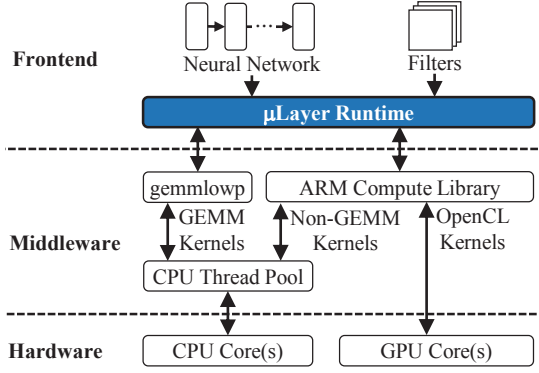 Frontend
Neural Network
Filters
μLayer Runtime
Middleware
gemmlowp
ARM Compute Library
GEMM
Kernels
Non-GEMM
Kernels
OpenCL
Kernels
CPU Thread Pool
Hardware
CPU Core(s)
GPU Core(s)